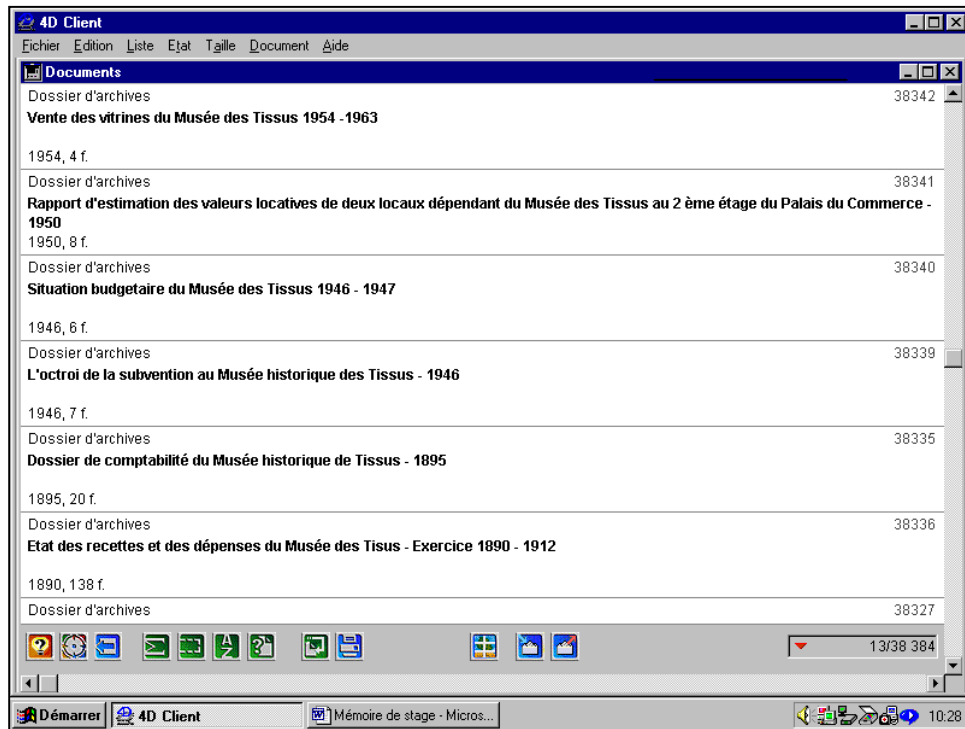 4D Client
Fichier Edition Liste Etat Taille Document Aide
Documents
Dossier d'archives 38342
Vente des vitrines du Musée des Tissus 1954 -1963
1954, 4 f.
Dossier d'archives 38341
Rapport d'estimation des valeurs locatives de deux locaux dépendant du Musée des Tissus au 2 ème étage du Palais du Commerce -
1950
1950, 8 f.
Dossier d'archives 38340
Situation budgetaire du Musée des Tissus 1946 - 1947
1946, 6 f.
Dossier d'archives 38339
L'octroi de la subvention au Musée historique des Tissus - 1946
1946, 7 f.
Dossier d'archives 38335
Dossier de comptabilité du Musée historique de Tissus - 1895
1895, 20 f.
Dossier d'archives 38336
Etat des recettes et des dépenses du Musée des Tisus - Exercice 1890 - 1912
1890, 138 f.
Dossier d'archives 38327
13/38 384
Démarrer 4D Client Mémoire de stage - Micros... 10:28